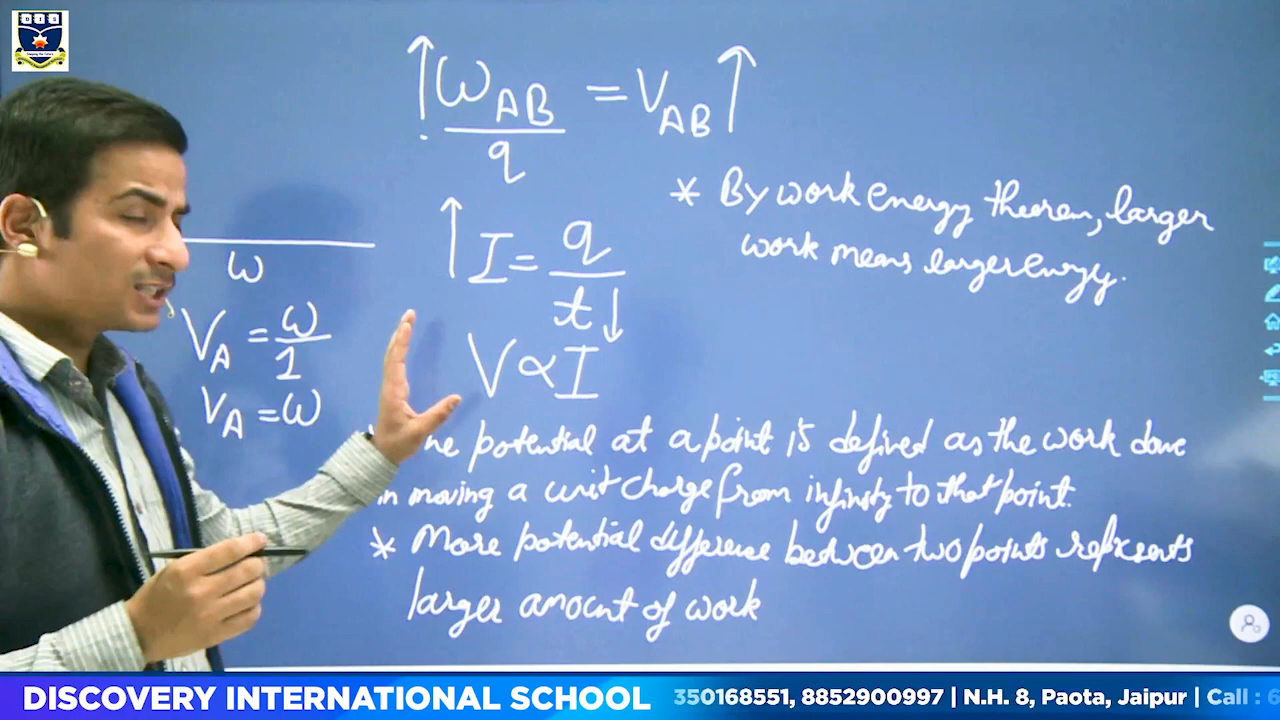 ↑ W_AB / q = V_AB ↑
* By work energy theorem, larger
work means larger energy.
↑ I = q / t ↓
V ∝ I
W
V_A = W / 1
V_A = W
potential at a point is defined as the work done
in moving a unit charge from infinity to that point.
* More potential difference between two points represents
larger amount of work
DISCOVERY INTERNATIONAL SCHOOL
350168551, 8852900997 | N.H. 8, Paota, Jaipur | Call : 6